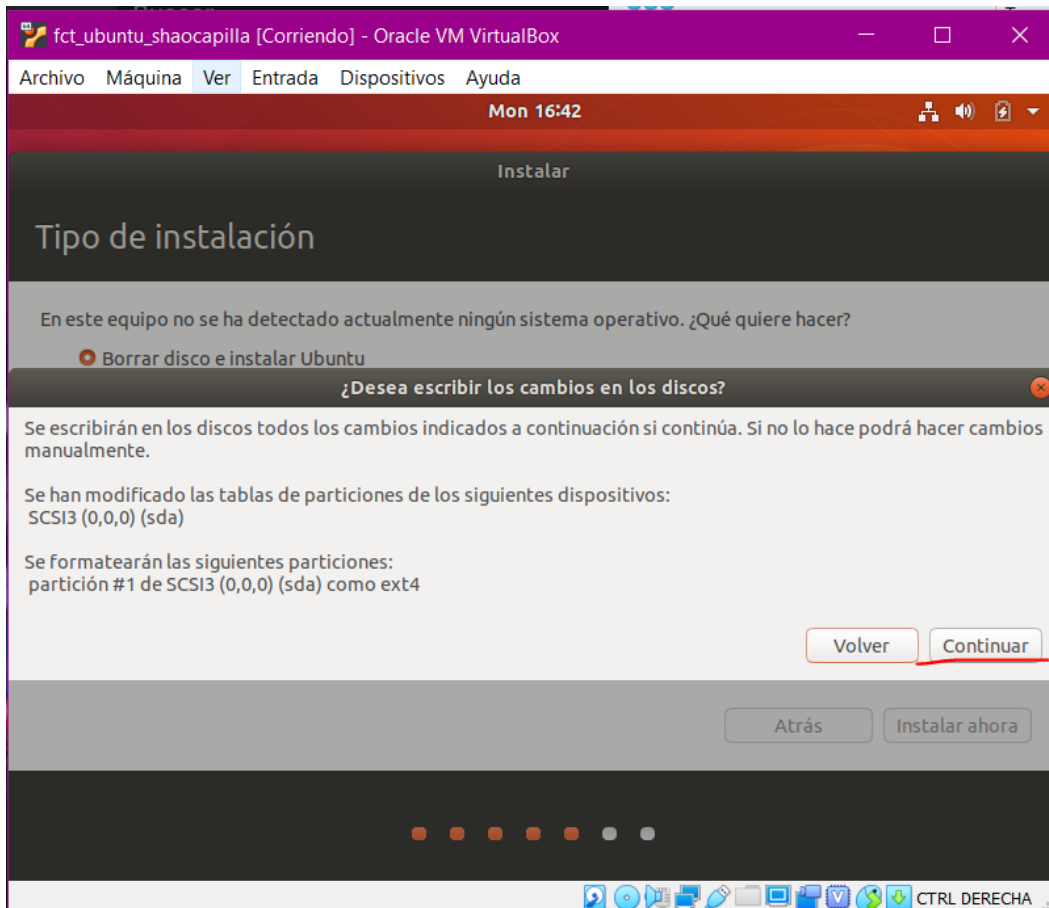 fct_ubuntu_shaocapilla [Corriendo] - Oracle VM VirtualBox
Archivo Máquina Ver Entrada Dispositivos Ayuda
Mon 16:42
Instalar
Tipo de instalación
En este equipo no se ha detectado actualmente ningún sistema operativo. ¿Qué quiere hacer?
Borrar disco e instalar Ubuntu
¿Desea escribir los cambios en los discos?
Se escribirán en los discos todos los cambios indicados a continuación si continúa. Si no lo hace podrá hacer cambios
manualmente.
Se han modificado las tablas de particiones de los siguientes dispositivos:
SCSI3 (0,0,0) (sda)
Se formatearán las siguientes particiones:
partición #1 de SCSI3 (0,0,0) (sda) como ext4
Volver Continuar
Atrás Instalar ahora
CTRL DERECHA